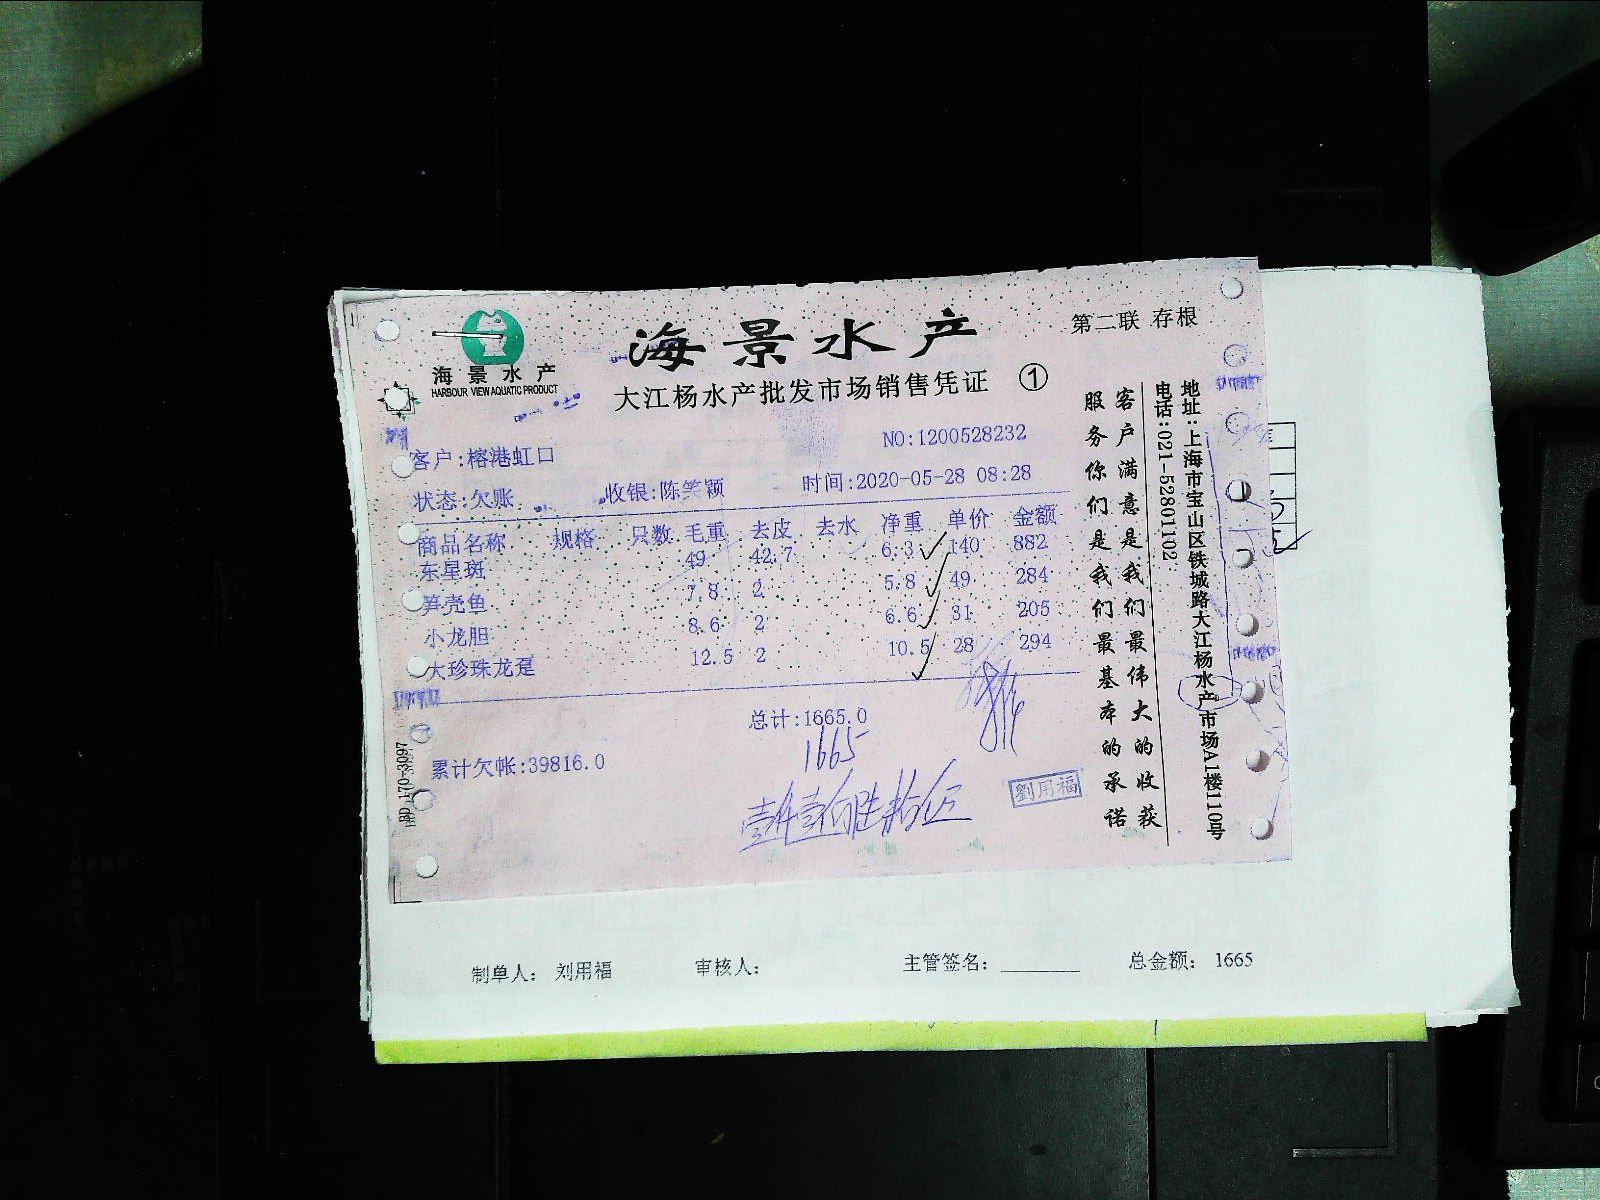 海景水产
HARBOUR VIEW AQUATIC PRODUCT
海景水产
第二联 存根
大江杨水产批发市场销售凭证 ①
NO:1200528232
客户:榕港虹口
状态:欠账 收银:陈笑颖 时间:2020-05-28 08:28
商品名称 规格 只数 毛重 去皮 去水 净重 单价 金额
东星斑 49 42.7 6.3 140 882
笋壳鱼 7.8 2 5.8 49 284
小龙胆 8.6 2 6.6 31 205
大珍珠龙趸 12.5 2 10.5 28 294
总计:1665.0
1665
累计欠帐:39816.0
劉用福
客户满意是我们最伟大的收获
服务你们是我们最基本的承诺
地址:上海市宝山区铁城路大江杨水产市场A1楼110号
电话:021-52801102
制单人: 刘用福 审核人: 主管签名: 总金额: 1665